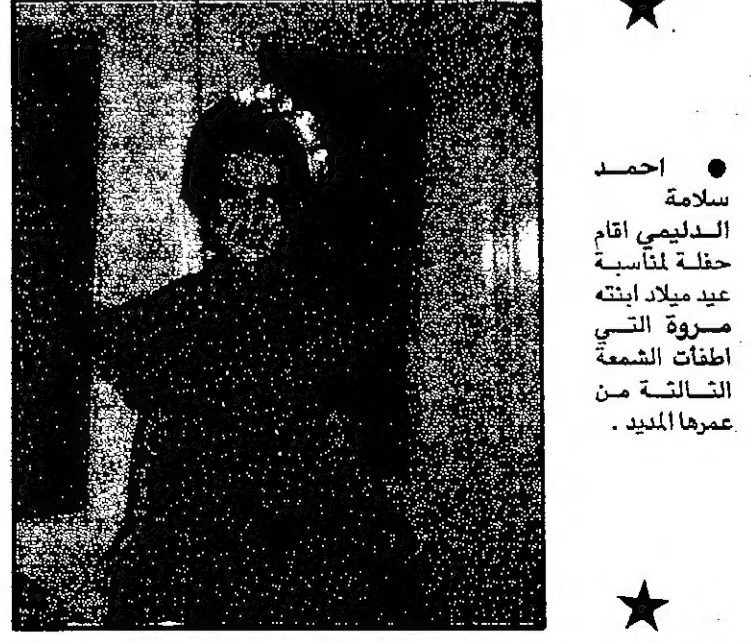 ● احمد
سلامة
الدليمي اقام
حفلة لمناسبة
عيد ميلاد ابنته
مروة التي
اطفأت الشمعة
الثالثة من
عمرها المديد .